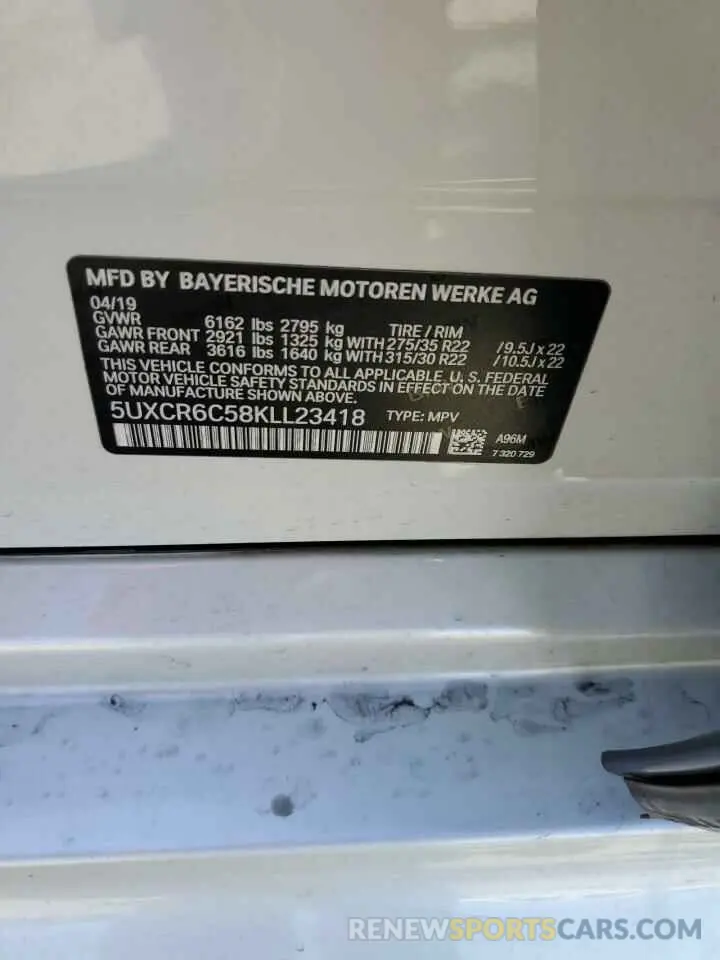 MFD BY BAYERISCHE MOTOREN WERKE AG
04/19
GVWR 6162 lbs 2795 kg TIRE / RIM
GAWR FRONT 2921 lbs 1325 kg WITH 275/35 R22 /9.5J x 22
GAWR REAR 3616 lbs 1640 kg WITH 315/30 R22 /10.5J x 22
THIS VEHICLE CONFORMS TO ALL APPLICABLE U. S. FEDERAL
MOTOR VEHICLE SAFETY STANDARDS IN EFFECT ON THE DATE
OF MANUFACTURE ABOVE.
5UXCR6C58KLL23418 TYPE: MPV
A96M
7 320 729
RENEWSPORTSCARS.COM